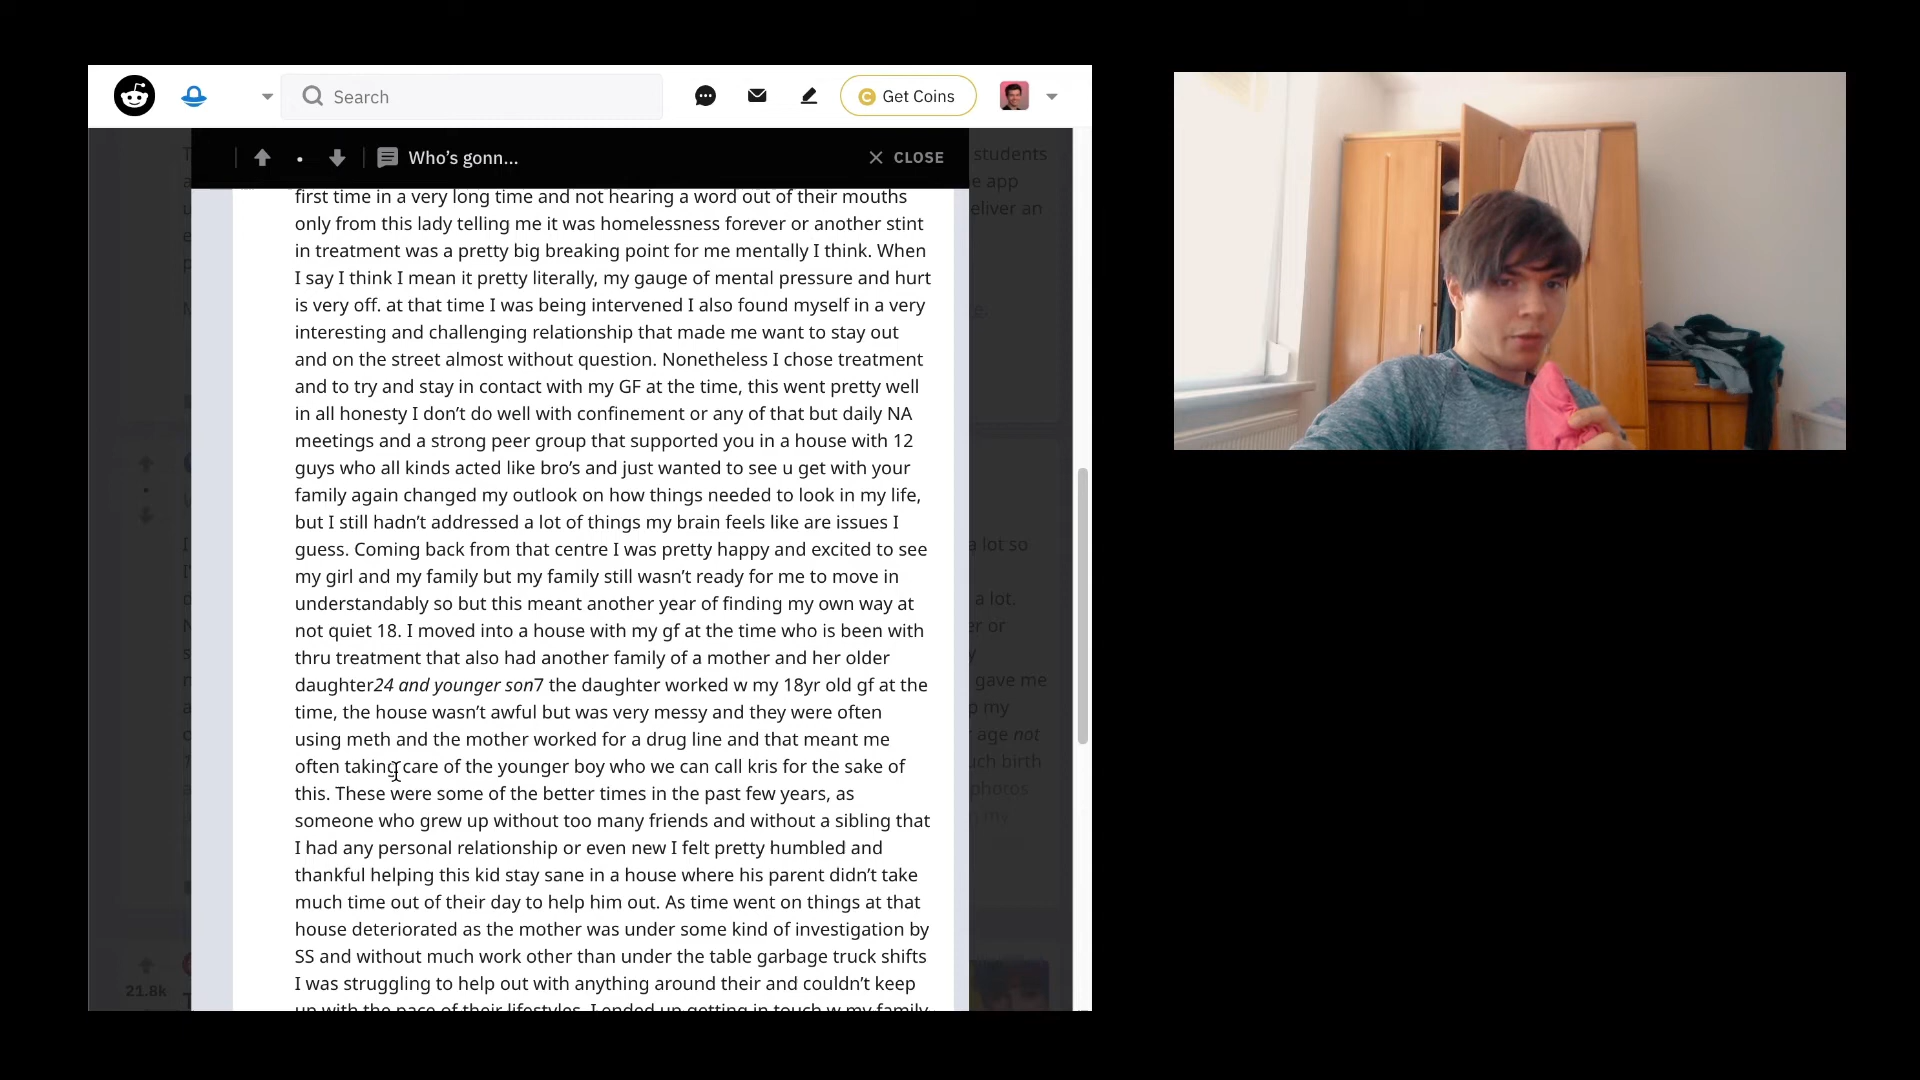 Search
Get Coins
Who's gonn...
CLOSE
students
e app
eliver an
first time in a very long time and not hearing a word out of their mouths
only from this lady telling me it was homelessness forever or another stint
in treatment was a pretty big breaking point for me mentally I think. When
I say I think I mean it pretty literally, my gauge of mental pressure and hurt
is very off. at that time I was being intervened I also found myself in a very
interesting and challenging relationship that made me want to stay out
and on the street almost without question. Nonetheless I chose treatment
and to try and stay in contact with my GF at the time, this went pretty well
in all honesty I don't do well with confinement or any of that but daily NA
meetings and a strong peer group that supported you in a house with 12
guys who all kinds acted like bro's and just wanted to see u get with your
family again changed my outlook on how things needed to look in my life,
but I still hadn't addressed a lot of things my brain feels like are issues I
guess. Coming back from that centre I was pretty happy and excited to see
my girl and my family but my family still wasn't ready for me to move in
understandably so but this meant another year of finding my own way at
not quiet 18. I moved into a house with my gf at the time who is been with
thru treatment that also had another family of a mother and her older
daughter24 and younger son7 the daughter worked w my 18yr old gf at the
time, the house wasn't awful but was very messy and they were often
using meth and the mother worked for a drug line and that meant me
often taking care of the younger boy who we can call kris for the sake of
this. These were some of the better times in the past few years, as
someone who grew up without too many friends and without a sibling that
I had any personal relationship or even new I felt pretty humbled and
thankful helping this kid stay sane in a house where his parent didn't take
much time out of their day to help him out. As time went on things at that
house deteriorated as the mother was under some kind of investigation by
SS and without much work other than under the table garbage truck shifts
I was struggling to help out with anything around their and couldn't keep
up with the pace of their lifestyles. I ended up getting in touch w my family
a lot so
a lot.
er or
y
gave me
p my
age not
uch birth
phoros
my
21.8k